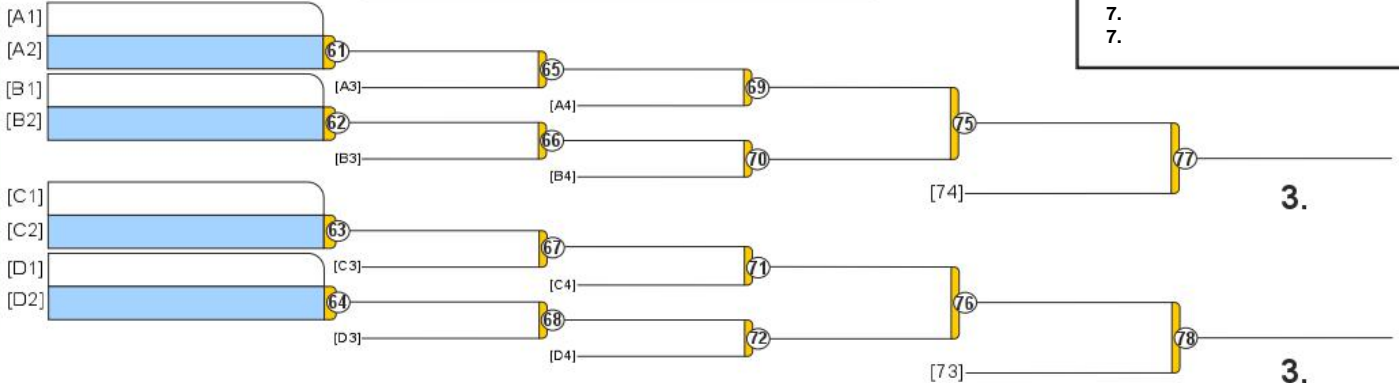 [A1]
7.
[A2]
61
7.
65
[B1]
[A3]
69
[A4]
[B2]
62
75
66
[B3]
70
77
[B4]
[C1]
[74]
3.
[C2]
63
67
[D1]
[C3]
71
[C4]
[D2]
64
76
68
[D3]
72
78
[D4]
[73]
3.